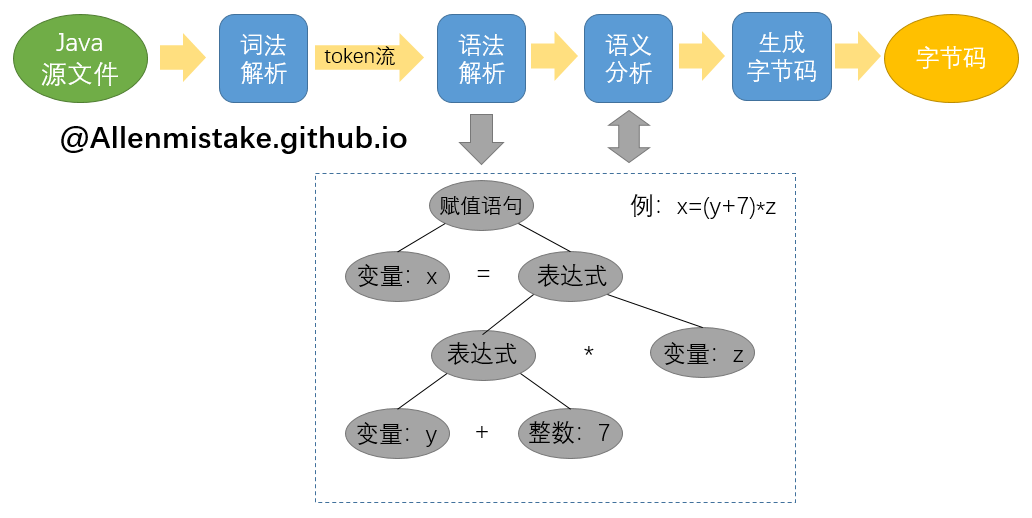 Java
源文件
词法
解析
token流
语法
解析
语义
分析
生成
字节码
字节码
@Allenmistake.github.io
赋值语句
例：x=(y+7)*z
变量：x
=
表达式
表达式
*
变量：z
变量：y
+
整数：7